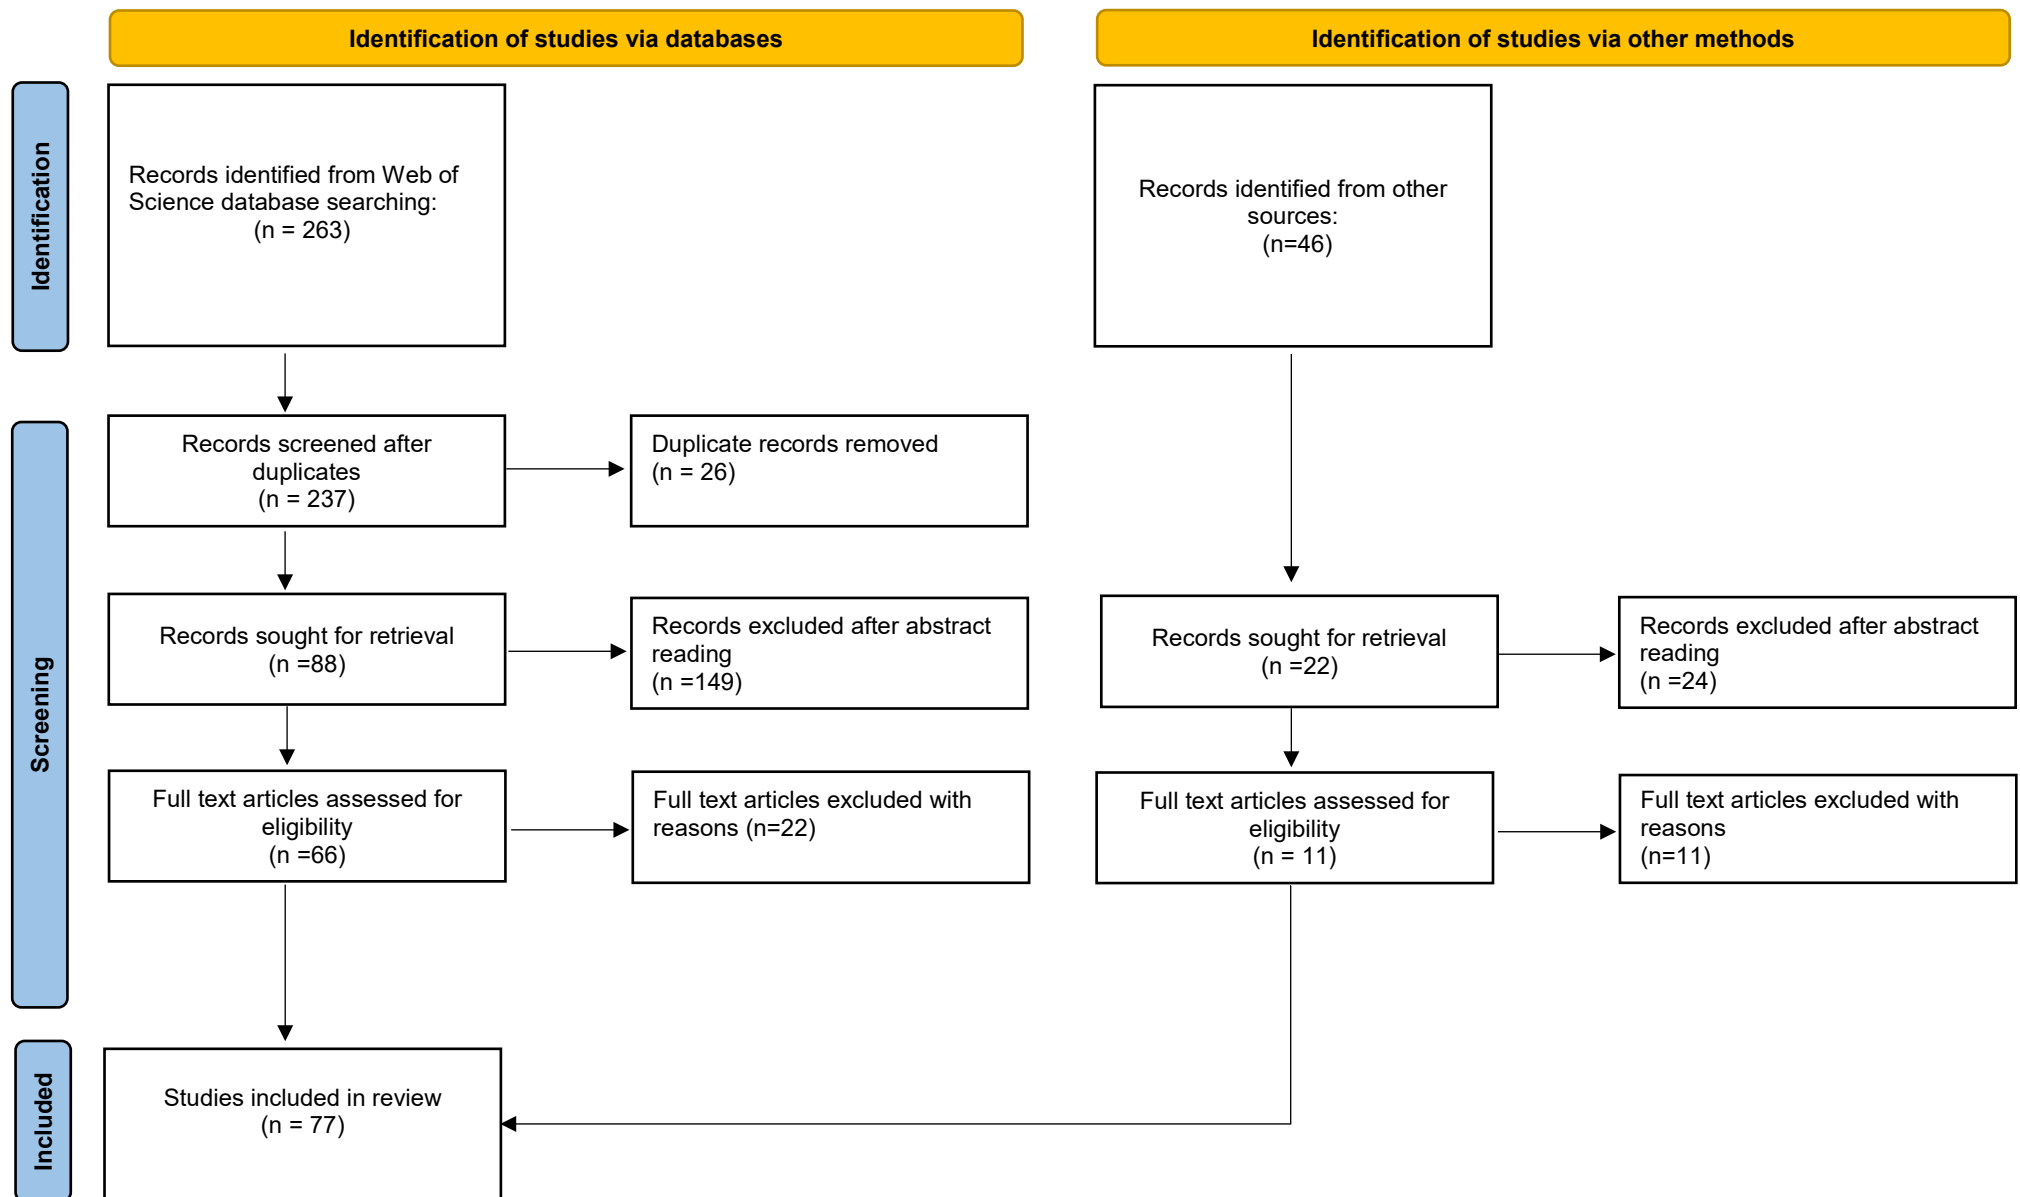 Identification of studies via databases
Identification of studies via other methods
Identification
Records identified from Web of
Science database searching:
(n = 263)
Records identified from other
sources:
(n=46)
Screening
Records screened after
duplicates
(n = 237)
Duplicate records removed
(n = 26)
Records sought for retrieval
(n =88)
Records excluded after abstract
reading
(n =149)
Records sought for retrieval
(n =22)
Records excluded after abstract
reading
(n =24)
Full text articles assessed for
eligibility
(n =66)
Full text articles excluded with
reasons (n=22)
Full text articles assessed for
eligibility
(n = 11)
Full text articles excluded with
reasons
(n=11)
Included
Studies included in review
(n = 77)